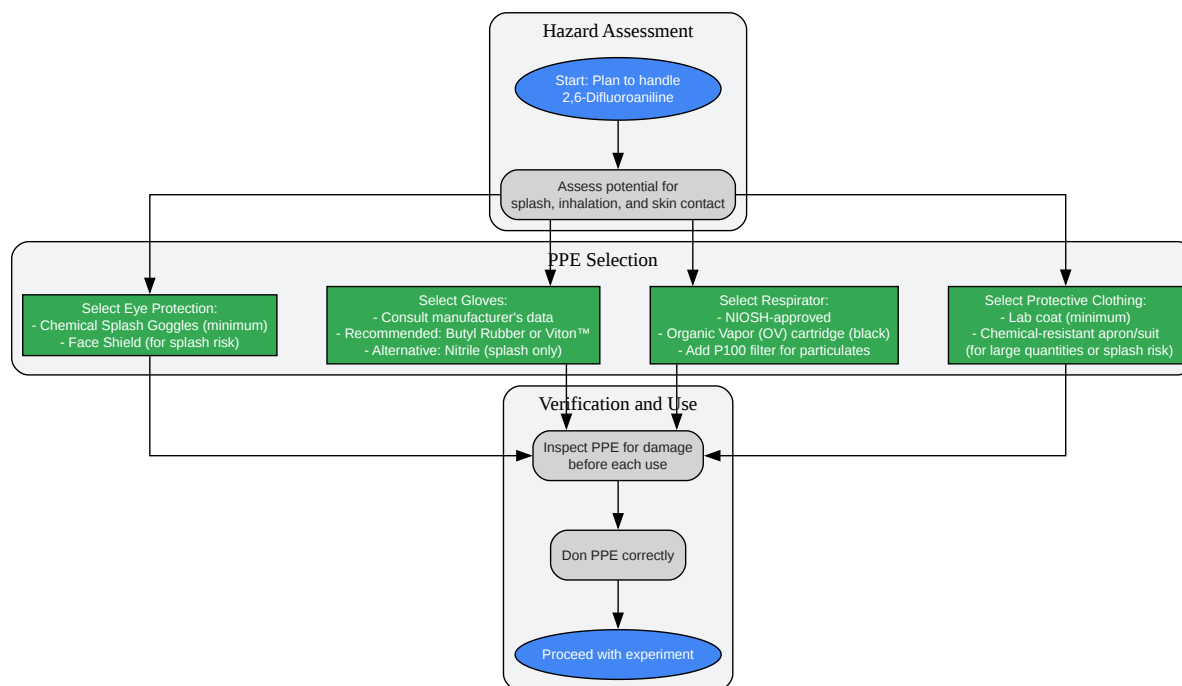 Hazard Assessment
Start: Plan to handle
2,6-Difluoroaniline
Assess potential for
splash, inhalation, and skin contact
PPE Selection
Select Eye Protection:
- Chemical Splash Goggles (minimum)
- Face Shield (for splash risk)
Select Gloves:
- Consult manufacturer's data
- Recommended: Butyl Rubber or Viton™
- Alternative: Nitrile (splash only)
Select Respirator:
- NIOSH-approved
- Organic Vapor (OV) cartridge (black)
- Add P100 filter for particulates
Select Protective Clothing:
- Lab coat (minimum)
- Chemical-resistant apron/suit
(for large quantities or splash risk)
Verification and Use
Inspect PPE for damage
before each use
Don PPE correctly
Proceed with experiment